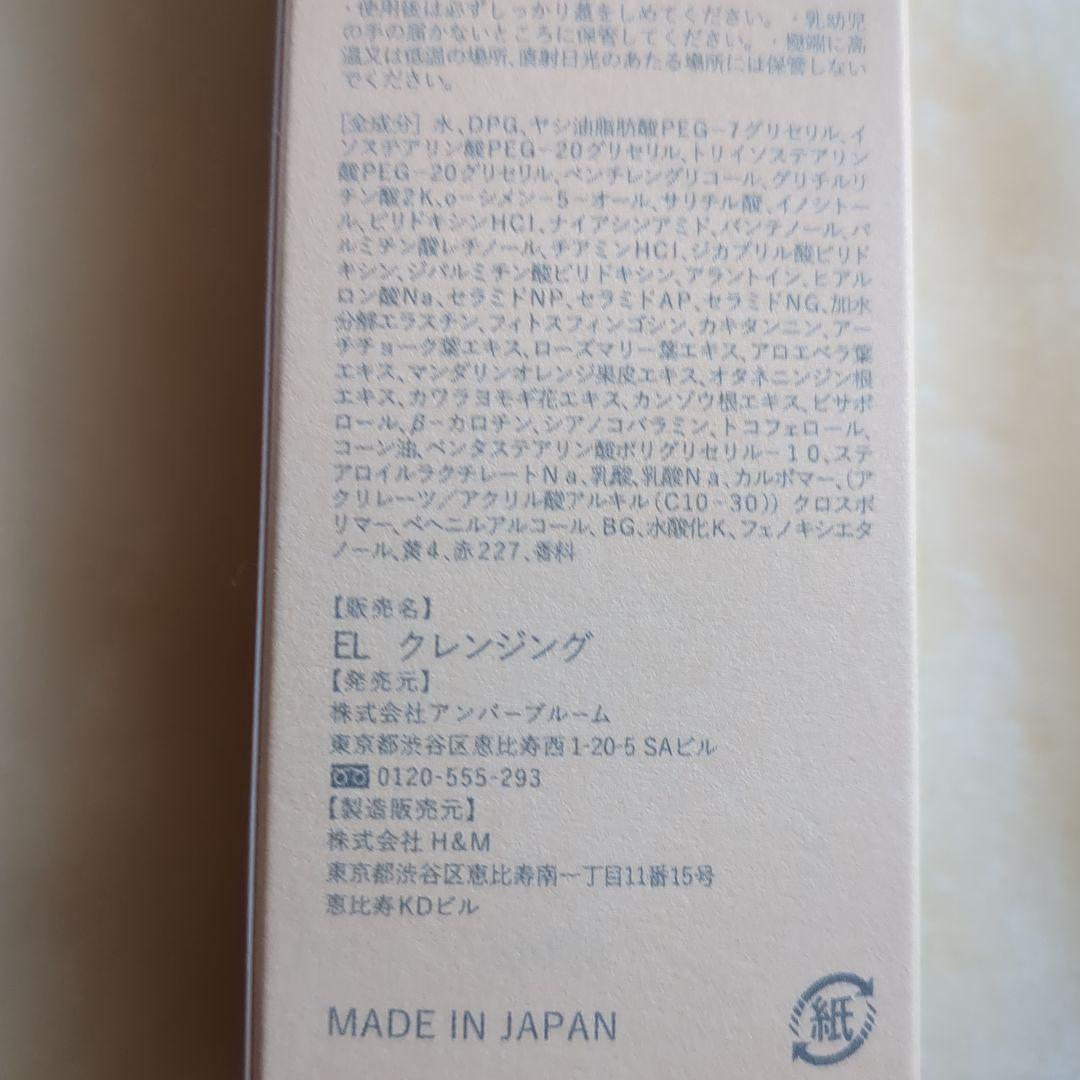 ・使用後は必ずしっかり蓋をしめてください。・乳幼児
の手の届かないところに保管してください。・極端に高
温又は低温の場所、直射日光のあたる場所には保管しない
でください。
[全成分] 水、DPG、ヤシ油脂肪酸PEG-7グリセリル、イ
ソステアリン酸PEG-20グリセリル、トリイソステアリン
酸PEG-20グリセリル、ペンチレングリコール、グリチルリ
チン酸2K、o-シメン-5-オール、サリチル酸、イノシトー
ル、ピリドキシンHCl、ナイアシンアミド、パンテノール、パ
ルミチン酸レチノール、チアミンHCl、ジカプリル酸ピリド
キシン、ジパルミチン酸ピリドキシン、アラントイン、ヒアル
ロン酸Na、セラミドNP、セラミドAP、セラミドNG、加水
分解エラスチン、フィトスフィンゴシン、カキタンニン、アー
チチョーク葉エキス、ローズマリー葉エキス、アロエベラ葉
エキス、マンダリンオレンジ果皮エキス、オタネニンジン根
エキス、カワラヨモギ花エキス、カンゾウ根エキス、ビサボ
ロール、β-カロチン、シアノコバラミン、トコフェロール、
コーン油、ペンタステアリン酸ポリグリセリル-10、ステ
アロイルラクチレートNa、乳酸、乳酸Na、カルボマー、(ア
クリレーツ/アクリル酸アルキル(C10-30)) クロスポ
リマー、ベヘニルアルコール、BG、水酸化K、フェノキシエタ
ノール、黄4、赤227、香料
【販売名】
EL クレンジング
【発売元】
株式会社アンバーブルーム
東京都渋谷区恵比寿西1-20-5 SAビル
0120-555-293
【製造販売元】
株式会社 H&M
東京都渋谷区恵比寿南一丁目11番15号
恵比寿KDビル
MADE IN JAPAN
紙